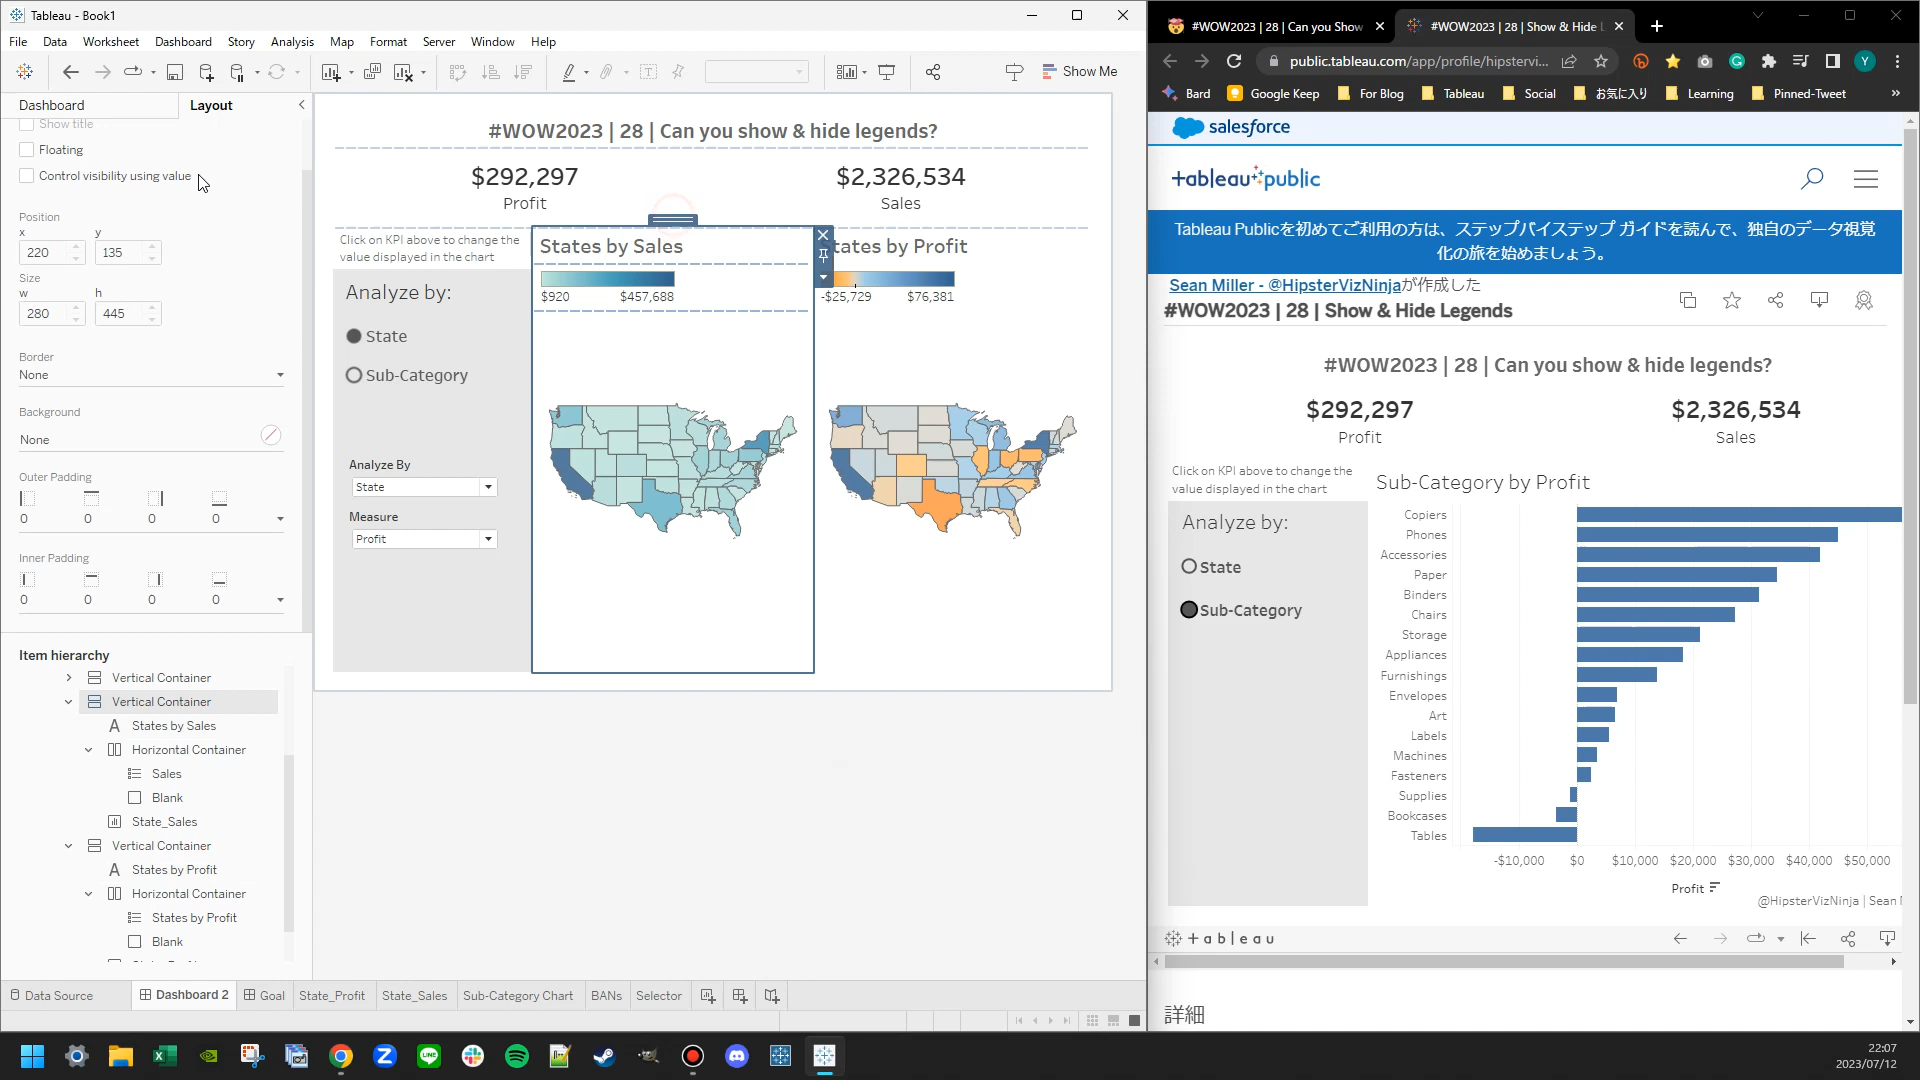 Tableau - Book1
File Data Worksheet Dashboard Story Analysis Map Format Server Window Help
Show Me
Dashboard Layout
Show title
Floating
Control visibility using value
Position
x y
220 135
Size
w h
280 445
Border
None
Background
None
Outer Padding
0 0 0 0
Inner Padding
0 0 0 0
Item hierarchy
Vertical Container
Vertical Container
States by Sales
Horizontal Container
Sales
Blank
State_Sales
Vertical Container
States by Profit
Horizontal Container
States by Profit
Blank
#WOW2023 | 28 | Can you show & hide legends?
$292,297
Profit
$2,326,534
Sales
Click on KPI above to change the
value displayed in the chart
Analyze by:
State
Sub-Category
Analyze By
State
Measure
Profit
States by Sales
$920 $457,688
tates by Profit
-$25,729 $76,381
Data Source Dashboard 2 Goal State_Profit State_Sales Sub-Category Chart BANs Selector
#WOW2023 | 28 | Can you Show
#WOW2023 | 28 | Show & Hide L
public.tableau.com/app/profile/hipstervi...
Y
Bard Google Keep For Blog Tableau Social お気に入り Learning Pinned-Tweet »
salesforce
tableau public
Tableau Publicを初めてご利用の方は、ステップバイステップ ガイドを読んで、独自のデータ視覚
化の旅を始めましょう。
Sean Miller - @HipsterVizNinjaが作成した
#WOW2023 | 28 | Show & Hide Legends
#WOW2023 | 28 | Can you show & hide legends?
$292,297
Profit
$2,326,534
Sales
Click on KPI above to change the
value displayed in the chart
Analyze by:
State
Sub-Category
Sub-Category by Profit
Copiers
Phones
Accessories
Paper
Binders
Chairs
Storage
Appliances
Furnishings
Envelopes
Art
Labels
Machines
Fasteners
Supplies
Bookcases
Tables
-$10,000 $0 $10,000 $20,000 $30,000 $40,000 $50,000
Profit
@HipsterVizNinja | Sean
tableau
詳細
22:07
2023/07/12